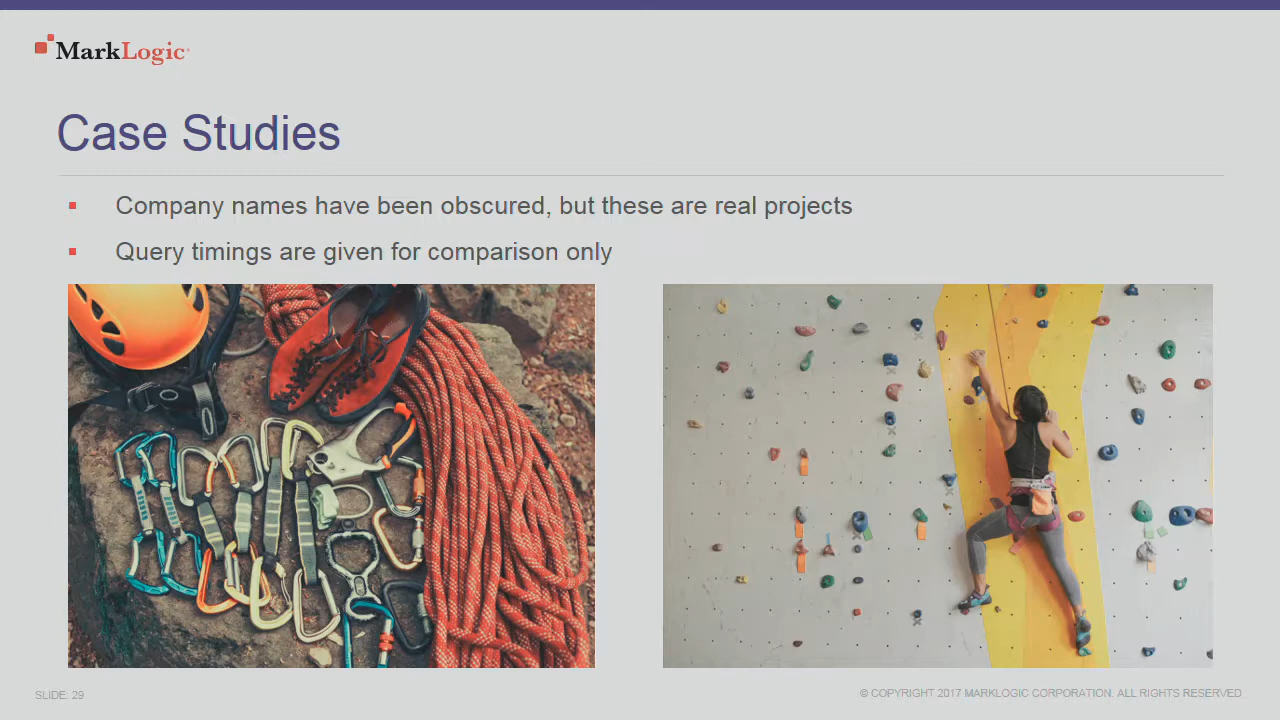 MarkLogic
Case Studies
Company names have been obscured, but these are real projects
Query timings are given for comparison only
SLIDE: 29
© COPYRIGHT 2017 MARKLOGIC CORPORATION. ALL RIGHTS RESERVED.